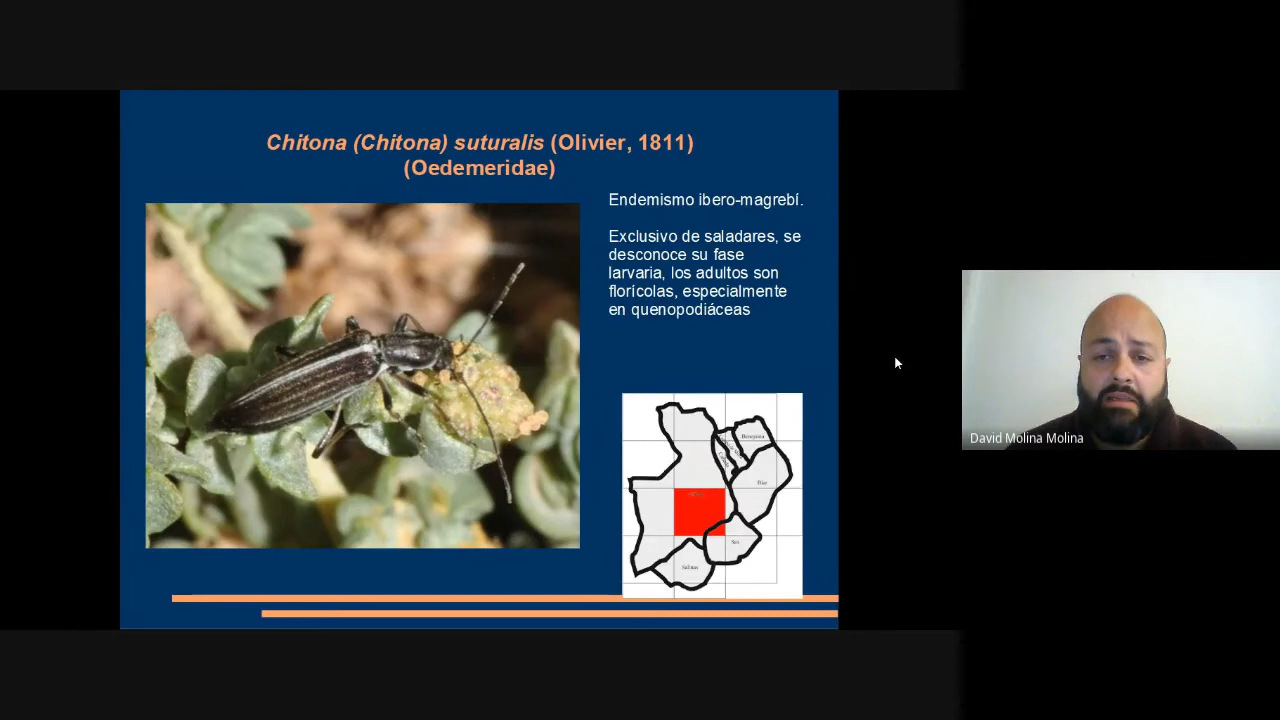 Chitona (Chitona) suturalis (Olivier, 1811)
(Oedemeridae)
Endemismo ibero-magrebí.
Exclusivo de saladares, se
desconoce su fase
larvaria, los adultos son
florícolas, especialmente
en quenopodiáceas
Salinas
David Molina Molina